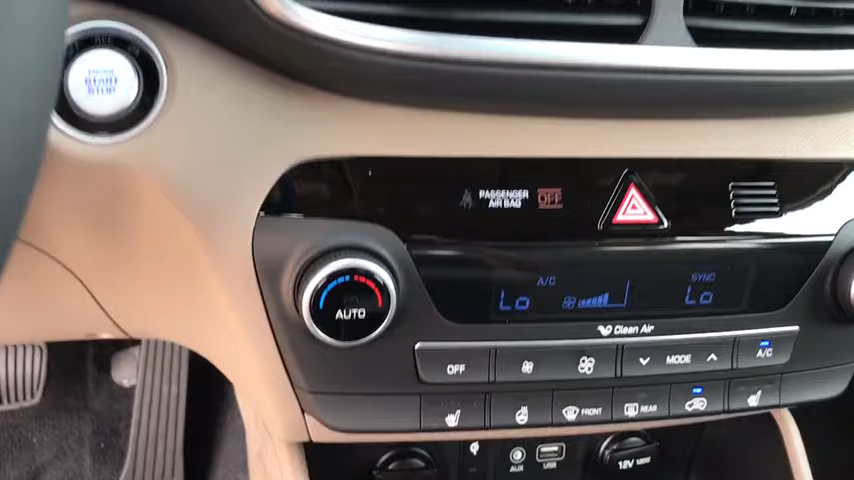 ENGINE
START
STOP
PASSENGER
AIR BAG OFF
A/C
SYNC
Lo
Lo
AUTO
Clean Air
OFF
MODE
A/C
FRONT
REAR
AUX
USB
12V